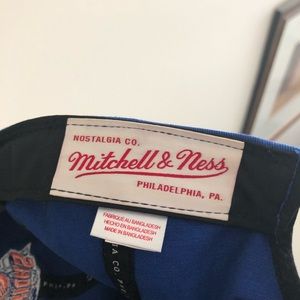 NOSTALGIA CO.
Mitchell & Ness
PHILADELPHIA, PA.
FABRIQUÉ AU BANGLADESH
HECHO EN BANGLADESH
MADE IN BANGLADESH